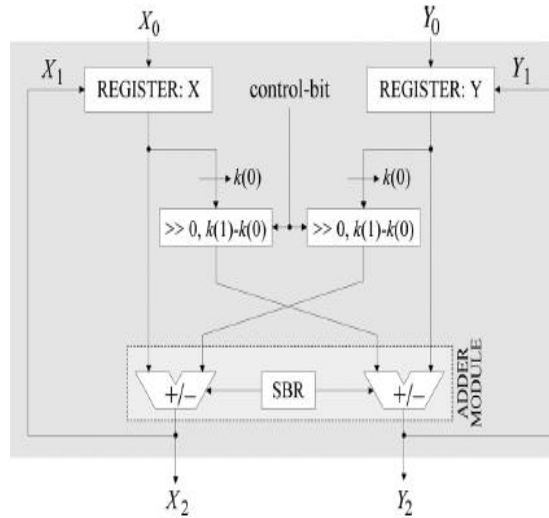 X₀
Y₀
X₁
Y₁
REGISTER: X
control-bit
REGISTER: Y
k(0)
k(0)
>> 0, k(1)-k(0)
>> 0, k(1)-k(0)
+/−
SBR
+/−
ADDER
MODULE
X₂
Y₂